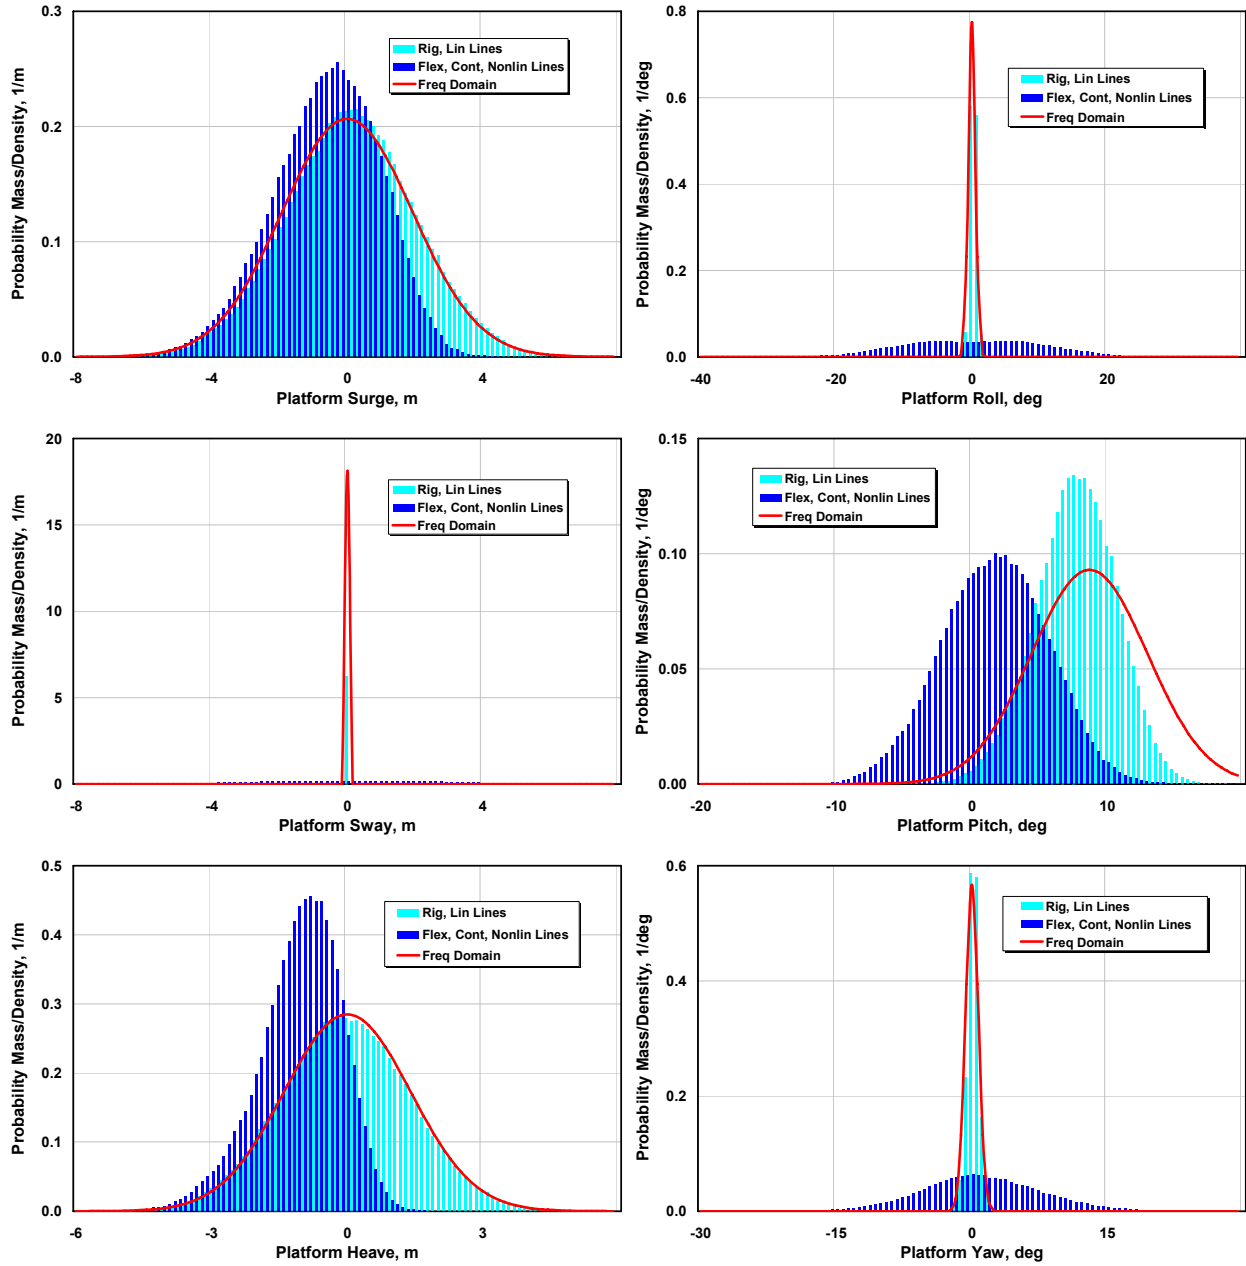 Probability Mass/Density, 1/m
0.3
0.2
0.1
0.0
Rig, Lin Lines
Flex, Cont, Nonlin Lines
Freq Domain
-8
-4
0
4
Platform Surge, m
Probability Mass/Density, 1/deg
0.8
0.6
0.4
0.2
0.0
Rig, Lin Lines
Flex, Cont, Nonlin Lines
Freq Domain
-40
-20
0
20
Platform Roll, deg
Probability Mass/Density, 1/m
20
15
10
5
0
Rig, Lin Lines
Flex, Cont, Nonlin Lines
Freq Domain
-8
-4
0
4
Platform Sway, m
Probability Mass/Density, 1/deg
0.15
0.10
0.05
0.00
Rig, Lin Lines
Flex, Cont, Nonlin Lines
Freq Domain
-20
-10
0
10
Platform Pitch, deg
Probability Mass/Density, 1/m
0.5
0.4
0.3
0.2
0.1
0.0
Rig, Lin Lines
Flex, Cont, Nonlin Lines
Freq Domain
-6
-3
0
3
Platform Heave, m
Probability Mass/Density, 1/deg
0.6
0.4
0.2
0.0
Rig, Lin Lines
Flex, Cont, Nonlin Lines
Freq Domain
-30
-15
0
15
Platform Yaw, deg